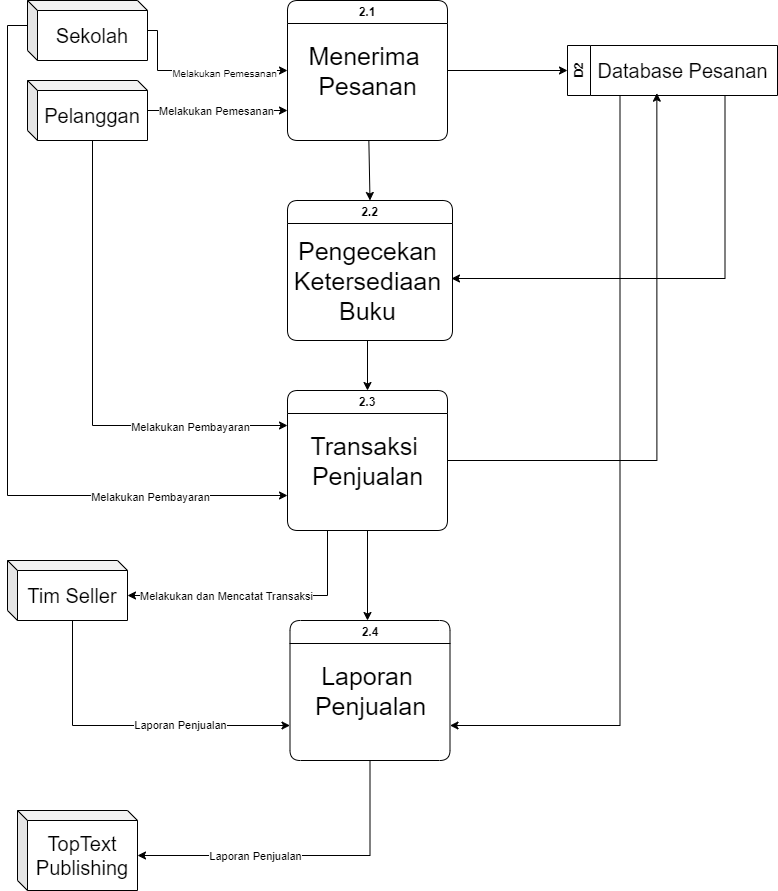 2.1
Sekolah
Menerima
Pesanan
Melakukan Pemesanan
D2
Database Pesanan
Pelanggan
Melakukan Pemesanan
2.2
Pengecekan
Ketersediaan
Buku
2.3
Transaksi
Penjualan
Melakukan Pembayaran
Melakukan Pembayaran
Tim Seller
Melakukan dan Mencatat Transaksi
2.4
Laporan
Penjualan
Laporan Penjualan
TopText
Publishing
Laporan Penjualan